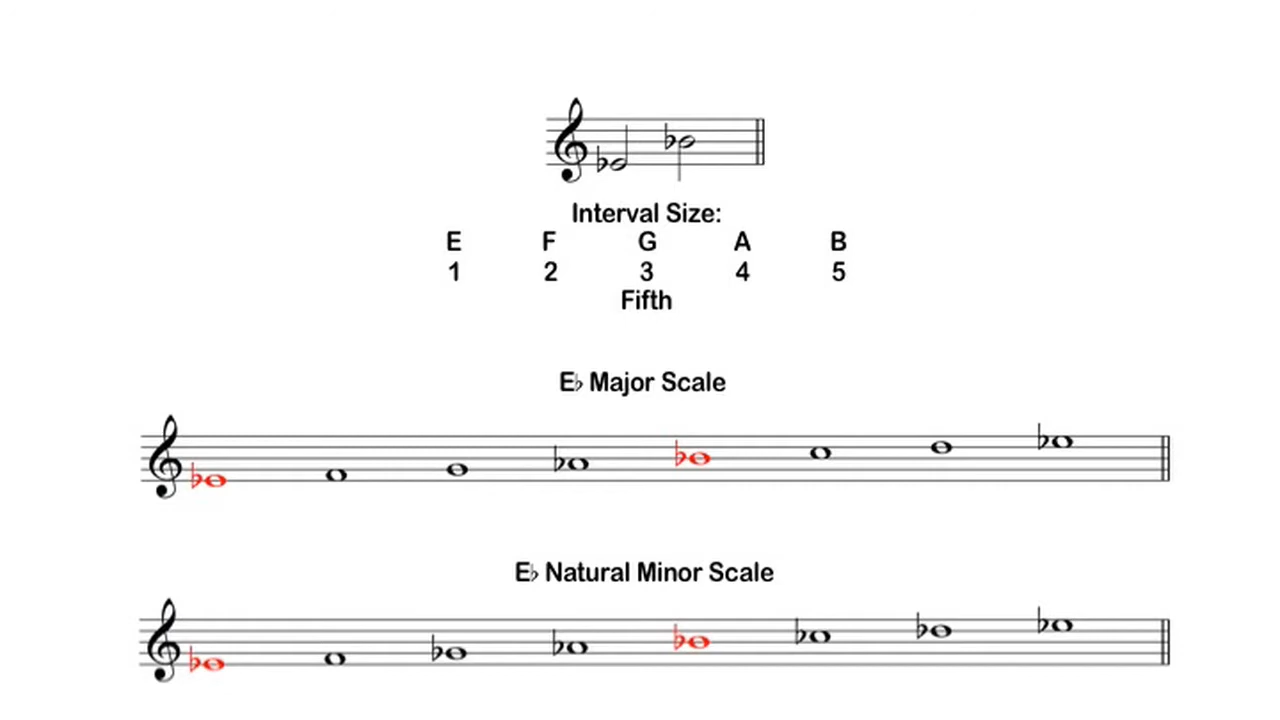 Interval Size:
E F G A B
1 2 3 4 5
Fifth
E♭ Major Scale
E♭ Natural Minor Scale